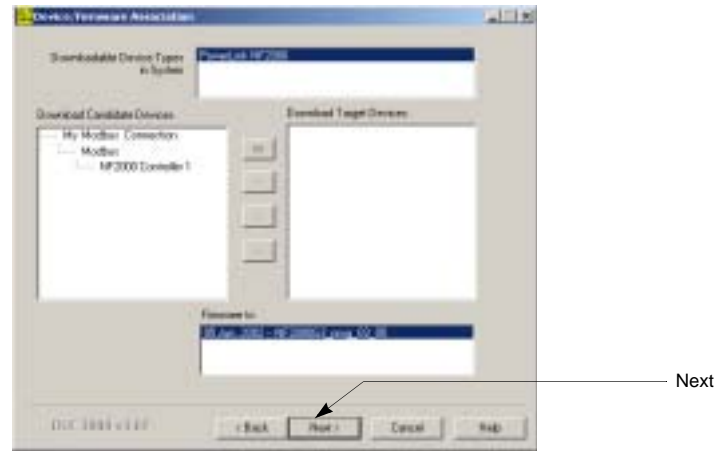 Device/Firmware Association
Downloadable Device Types
in System
PowerLink NF2000
Download Candidate Devices
Download Target Devices
My Modbus Connection
Modbus
NF2000 Controller 1
Firmware to
Next
< Back
Next >
Cancel
Help